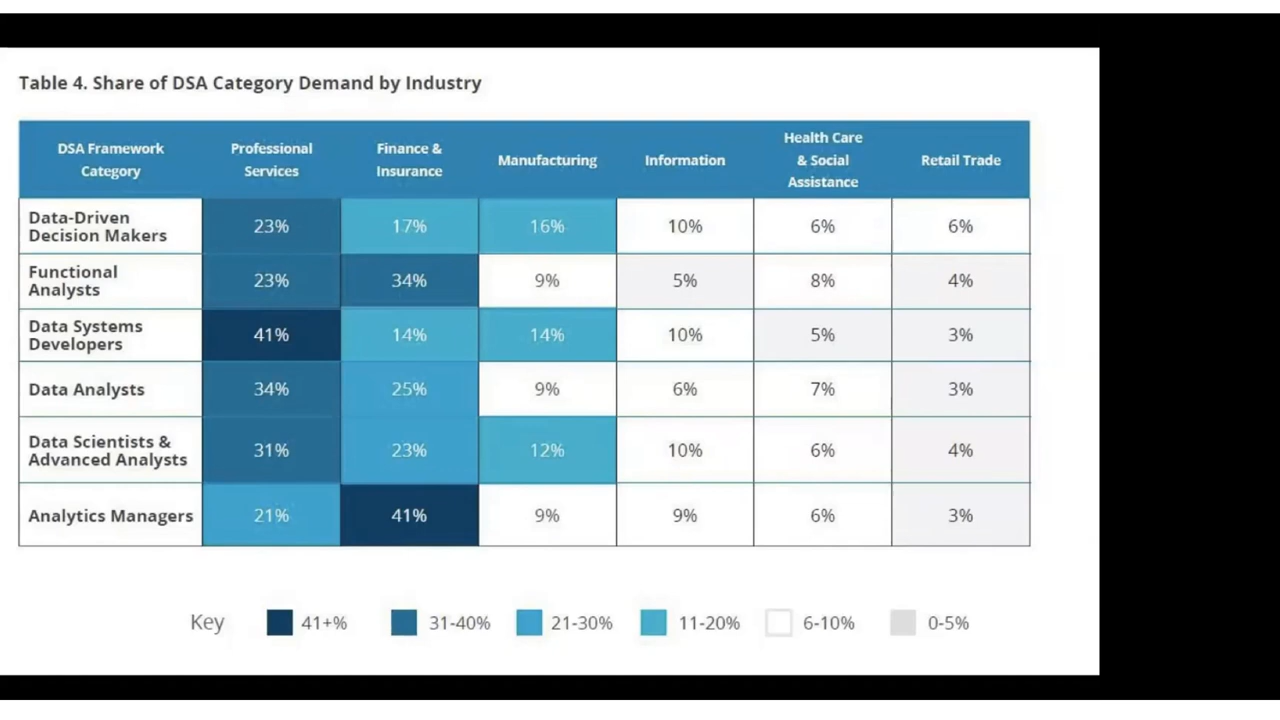 Table 4. Share of DSA Category Demand by Industry
DSA Framework
Category
Professional
Services
Finance &
Insurance
Manufacturing
Information
Health Care
& Social
Assistance
Retail Trade
Data-Driven
Decision Makers
23%
17%
16%
10%
6%
6%
Functional
Analysts
23%
34%
9%
5%
8%
4%
Data Systems
Developers
41%
14%
14%
10%
5%
3%
Data Analysts
34%
25%
9%
6%
7%
3%
Data Scientists &
Advanced Analysts
31%
23%
12%
10%
6%
4%
Analytics Managers
21%
41%
9%
9%
6%
3%
Key
41+%
31-40%
21-30%
11-20%
6-10%
0-5%